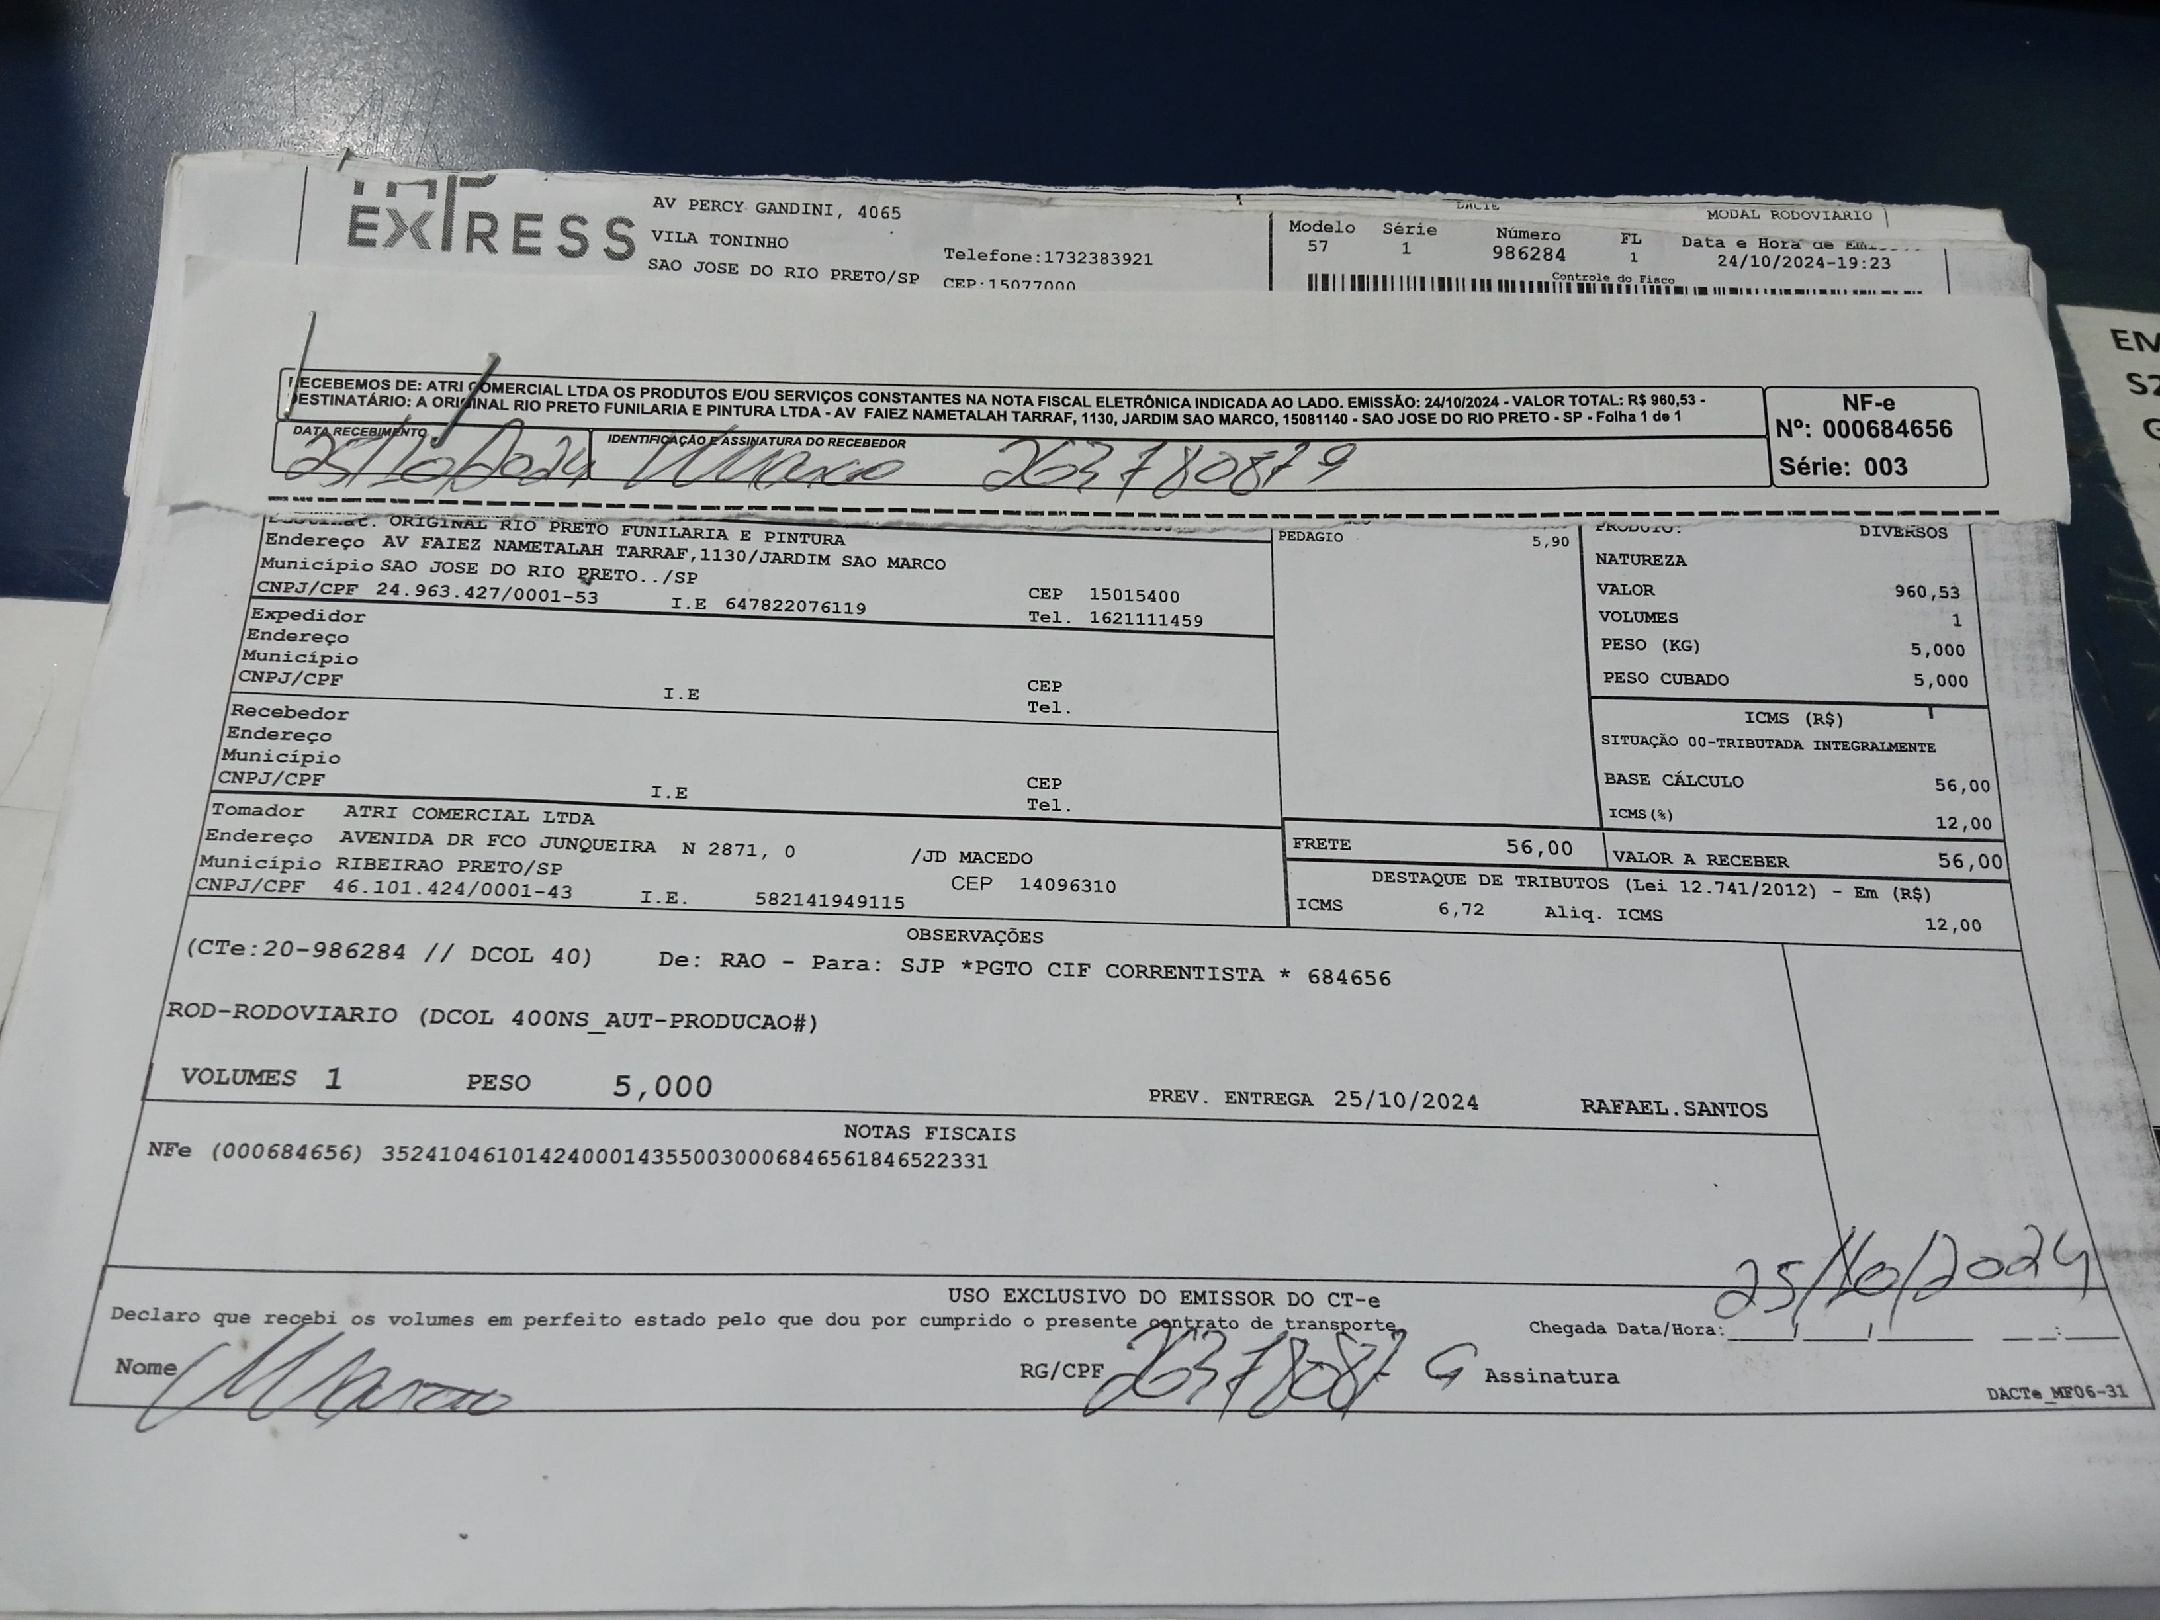 EXPRESS
AV PERCY GANDINI, 4065
VILA TONINHO
SAO JOSE DO RIO PRETO/SP
Telefone:1732383921
CEP:15077000
DACTE
MODAL RODOVIARIO
Modelo Série Número FL Data e Hora de
57 1 986284 1 24/10/2024-19:23
Controle do Fisco
RECEBEMOS DE: ATRI COMERCIAL LTDA OS PRODUTOS E/OU SERVIÇOS CONSTANTES NA NOTA FISCAL ELETRÔNICA INDICADA AO LADO. EMISSÃO: 24/10/2024 - VALOR TOTAL: R$ 960,53 -
DESTINATÁRIO: A ORIGINAL RIO PRETO FUNILARIA E PINTURA LTDA - AV FAIEZ NAMETALAH TARRAF, 1130, JARDIM SAO MARCO, 15081140 - SAO JOSE DO RIO PRETO - SP - Folha 1 de 1
DATA RECEBIMENTO
IDENTIFICAÇÃO E ASSINATURA DO RECEBEDOR
25/10/2024 263780879
NF-e
Nº: 000684656
Série: 003
ORIGINAL RIO PRETO FUNILARIA E PINTURA
Endereço AV FAIEZ NAMETALAH TARRAF,1130/JARDIM SAO MARCO
Município SAO JOSE DO RIO PRETO../SP
CNPJ/CPF 24.963.427/0001-53 I.E 647822076119
CEP 15015400
Tel. 1621111459
Expedidor
Endereço
Município
CNPJ/CPF I.E CEP
Tel.
Recebedor
Endereço
Município
CNPJ/CPF I.E CEP
Tel.
Tomador ATRI COMERCIAL LTDA
Endereço AVENIDA DR FCO JUNQUEIRA N 2871, 0 /JD MACEDO
Município RIBEIRAO PRETO/SP CEP 14096310
CNPJ/CPF 46.101.424/0001-43 I.E. 582141949115
PEDAGIO 5,90
PRODUTO: DIVERSOS
NATUREZA
VALOR 960,53
VOLUMES 1
PESO (KG) 5,000
PESO CUBADO 5,000
ICMS (R$)
SITUAÇÃO 00-TRIBUTADA INTEGRALMENTE
BASE CÁLCULO 56,00
ICMS(%) 12,00
FRETE 56,00 VALOR A RECEBER 56,00
DESTAQUE DE TRIBUTOS (Lei 12.741/2012) - Em (R$)
ICMS 6,72 Aliq. ICMS 12,00
OBSERVAÇÕES
(CTe:20-986284 // DCOL 40) De: RAO - Para: SJP *PGTO CIF CORRENTISTA * 684656
ROD-RODOVIARIO (DCOL 400NS_AUT-PRODUCAO#)
VOLUMES 1 PESO 5,000 PREV. ENTREGA 25/10/2024 RAFAEL.SANTOS
NOTAS FISCAIS
NFe (000684656) 35241046101424000143550030006846561846522331
USO EXCLUSIVO DO EMISSOR DO CT-e
Declaro que recebi os volumes em perfeito estado pelo que dou por cumprido o presente contrato de transporte
25/10/2024
Chegada Data/Hora:____/____/______ __:__
Nome
RG/CPF 263780879 Assinatura
DACTe_MF06-31